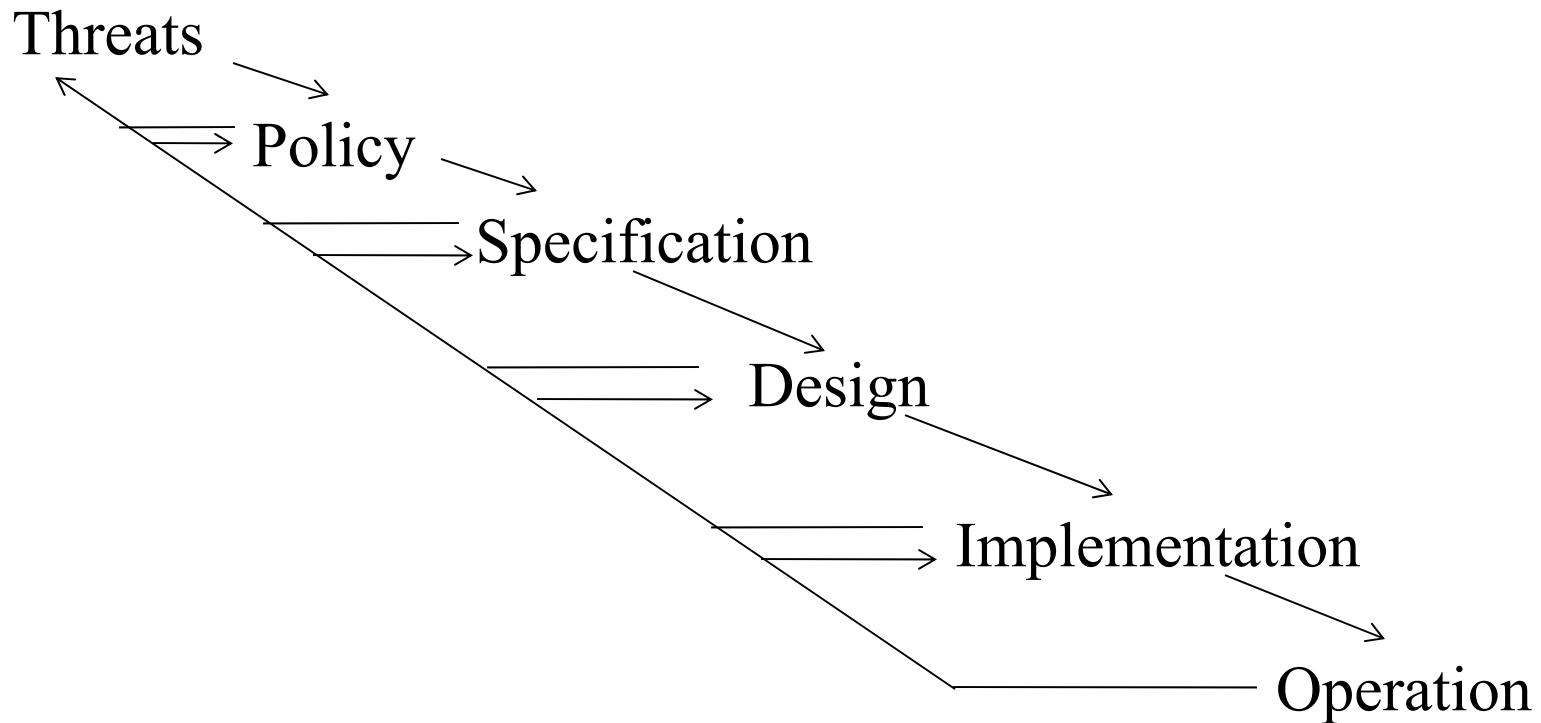 Threats
Policy
Specification
Design
Implementation
Operation